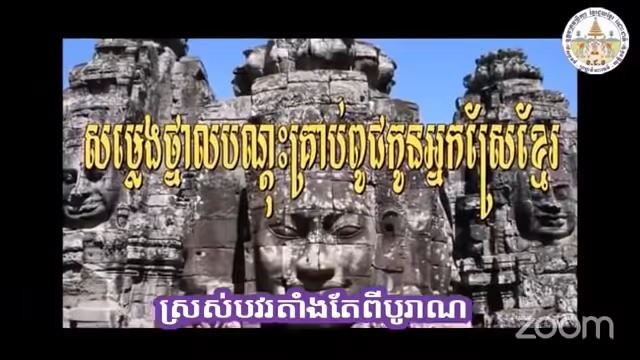 សម្លេងថ្នាលបណ្តុះគ្រាប់ពូជកូនអ្នកស្រែខ្មែរ
ស្រស់បវរតាំងតែពីបូរាណ
zoom